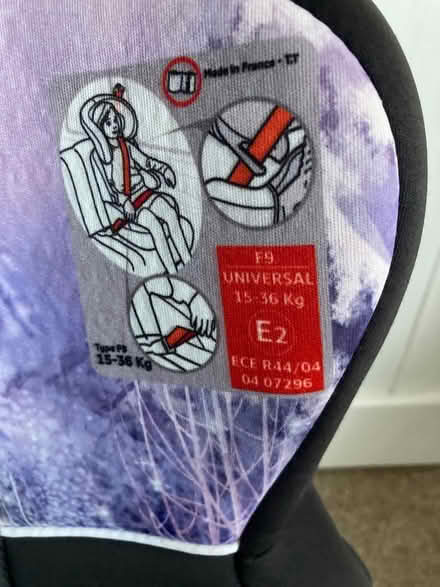 Made in France - T.T
F9
UNIVERSAL
15-36 Kg
E2
ECE R44/04
04 07296
Type F9
15-36 Kg